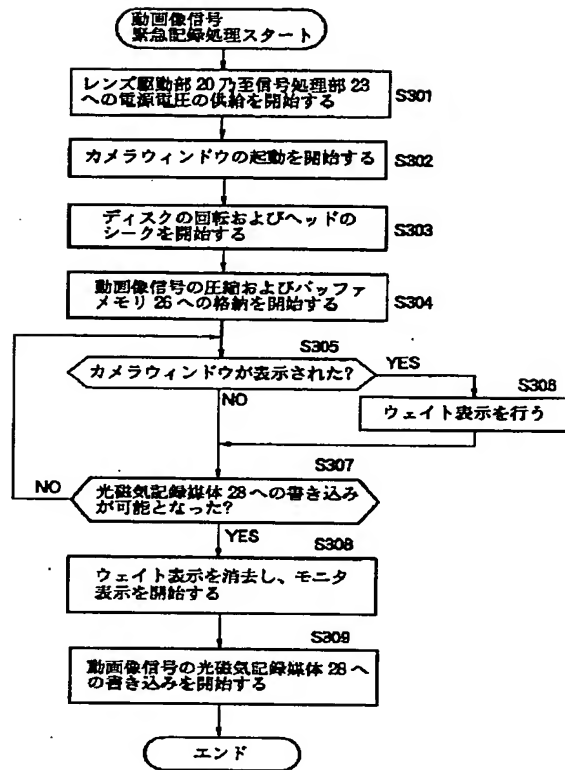 動画像信号
緊急記録処理スタート
レンズ駆動部20乃至信号処理部23
への電源電圧の供給を開始する
S301
カメラウィンドウの起動を開始する
S302
ディスクの回転およびヘッドの
シークを開始する
S303
動画像信号の圧縮およびバッファ
メモリ26への格納を開始する
S304
S305
カメラウィンドウが表示された?
YES
S306
NO
ウェイト表示を行う
S307
NO
光磁気記録媒体28への書き込み
が可能となった?
YES
S308
ウェイト表示を消去し、モニタ
表示を開始する
S309
動画像信号の光磁気記録媒体28へ
の書き込みを開始する
エンド